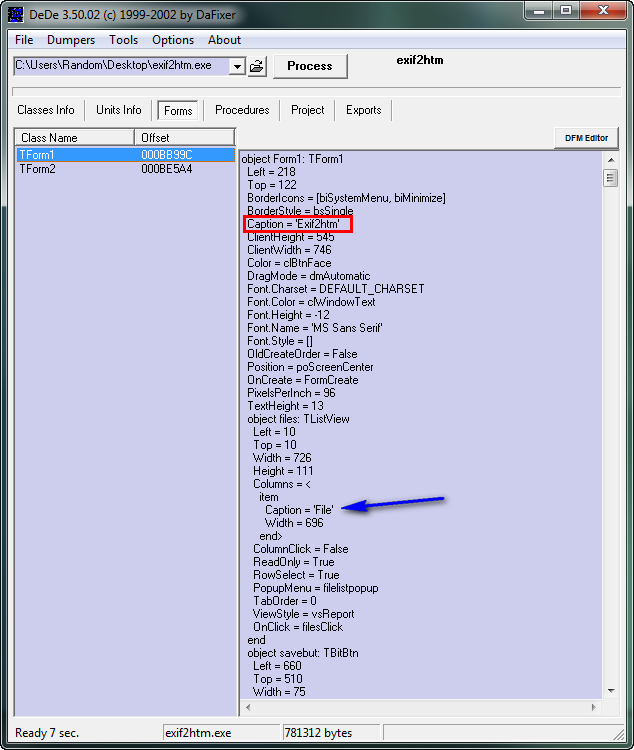 DeDe 3.50.02 (c) 1999-2002 by DaFixer
File Dumpers Tools Options About
C:\Users\Random\Desktop\exif2htm.exe Process exif2htm
Classes Info Units Info Forms Procedures Project Exports
Class Name Offset DFM Editor
TForm1 000BB99C
TForm2 000BE5A4
object Form1: TForm1
Left = 218
Top = 122
BorderIcons = [biSystemMenu, biMinimize]
BorderStyle = bsSingle
Caption = 'Exif2htm'
ClientHeight = 545
ClientWidth = 746
Color = clBtnFace
DragMode = dmAutomatic
Font.Charset = DEFAULT_CHARSET
Font.Color = clWindowText
Font.Height = -12
Font.Name = 'MS Sans Serif'
Font.Style = []
OldCreateOrder = False
Position = poScreenCenter
OnCreate = FormCreate
PixelsPerInch = 96
TextHeight = 13
object files: TListView
Left = 10
Top = 10
Width = 726
Height = 111
Columns = <
item
Caption = 'File'
Width = 696
end>
ColumnClick = False
ReadOnly = True
RowSelect = True
PopupMenu = filelistpopup
TabOrder = 0
ViewStyle = vsReport
OnClick = filesClick
end
object savebut: TBitBtn
Left = 660
Top = 510
Width = 75
Ready 7 sec. exif2htm.exe 781312 bytes